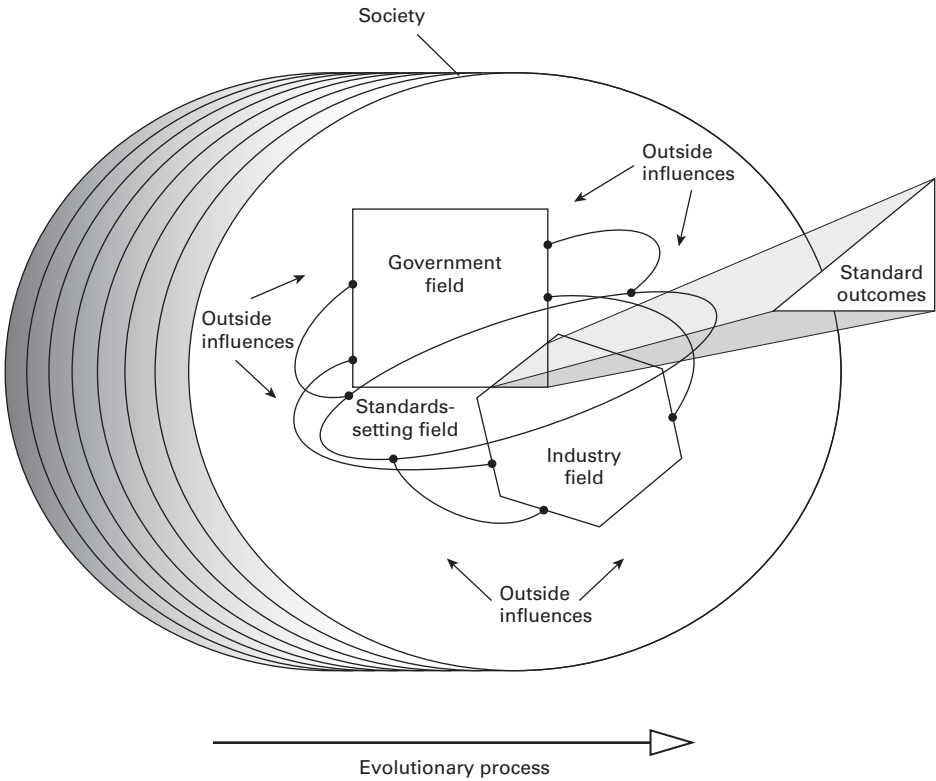 Society
Outside
influences
Government
field
Standard
outcomes
Outside
influences
Standards-
setting field
Industry
field
Outside
influences
Evolutionary process